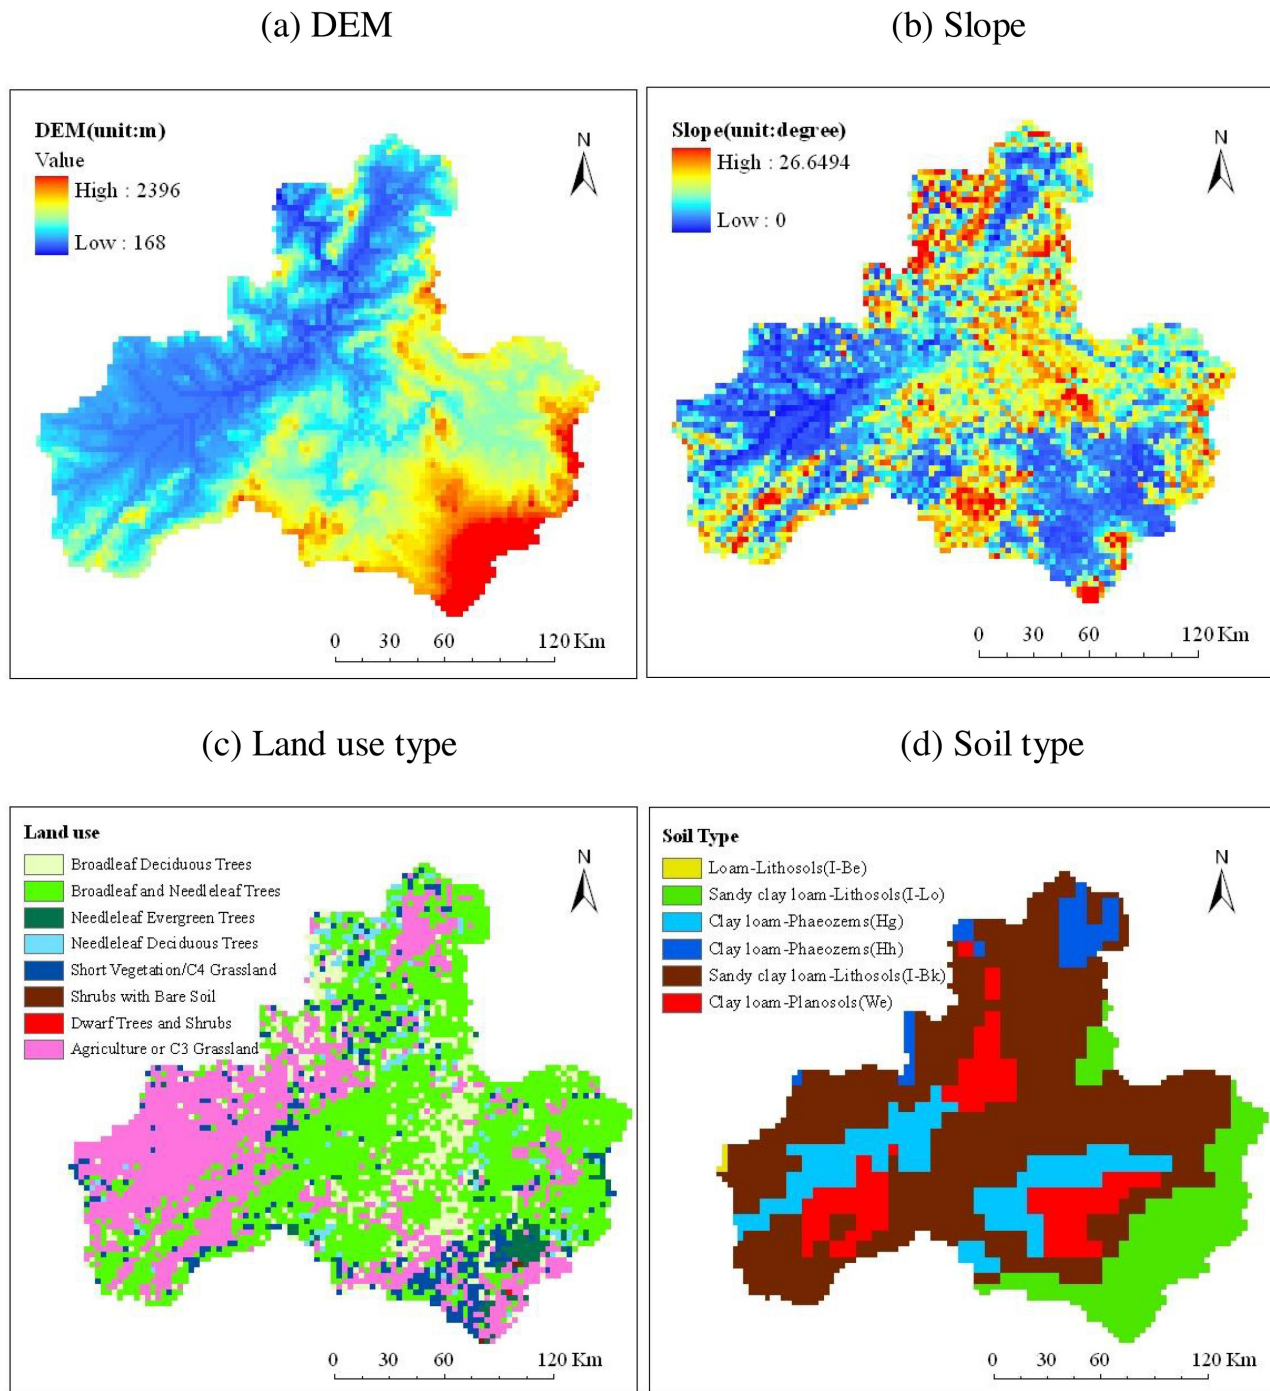 (a) DEM
(b) Slope
DEM(unit:m)
Value
High : 2396
Low : 168
N
0 30 60 120 Km
Slope(unit:degree)
High : 26.6494
Low : 0
N
0 30 60 120 Km
(c) Land use type
(d) Soil type
Land use
Broadleaf Deciduous Trees
Broadleaf and Needleleaf Trees
Needleleaf Evergreen Trees
Needleleaf Deciduous Trees
Short Vegetation/C4 Grassland
Shrubs with Bare Soil
Dwarf Trees and Shrubs
Agriculture or C3 Grassland
N
0 30 60 120 Km
Soil Type
Loam-Lithosols(I-Be)
Sandy clay loam-Lithosols(I-Lo)
Clay loam-Phaeozems(Hg)
Clay loam-Phaeozems(Hh)
Sandy clay loam-Lithosols(I-Bk)
Clay loam-Planosols(We)
N
0 30 60 120 Km